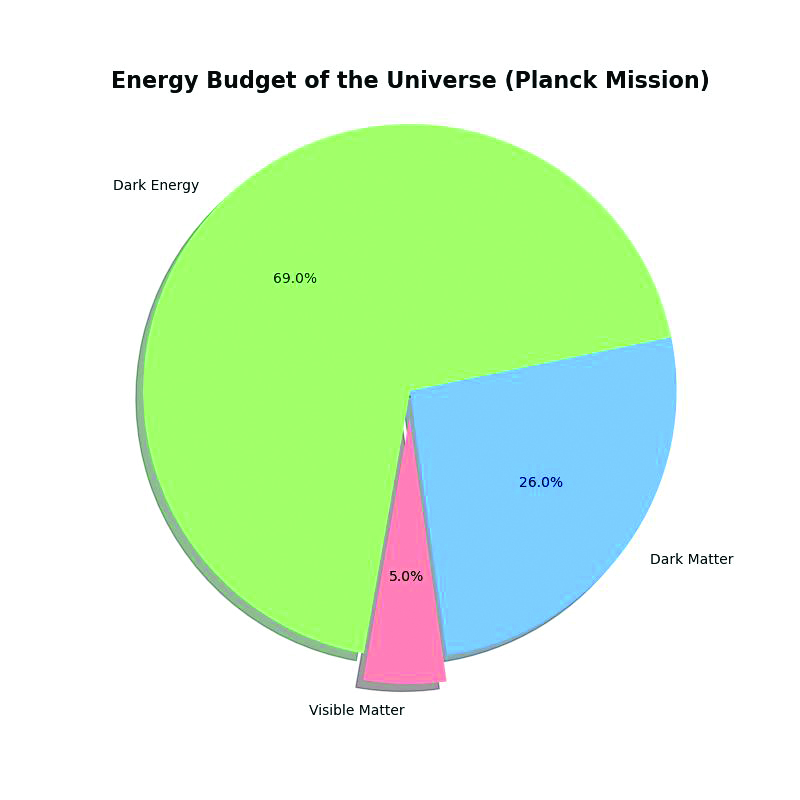 Energy Budget of the Universe (Planck Mission)
Dark Energy
69.0%
26.0%
Dark Matter
5.0%
Visible Matter